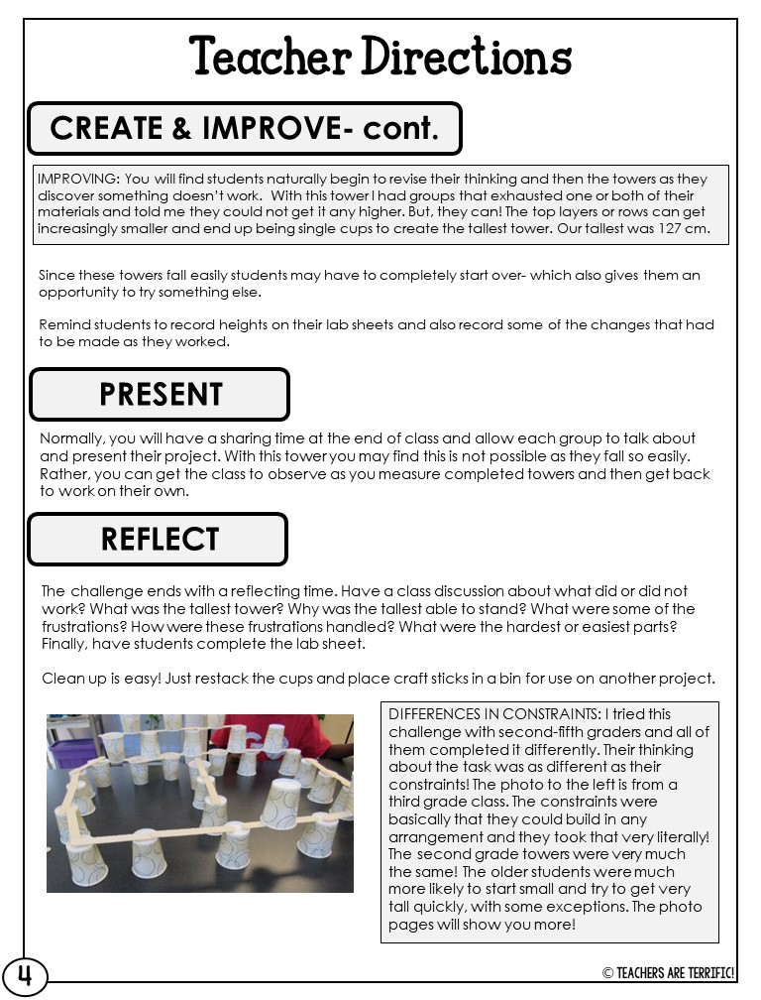 Teacher Directions
CREATE & IMPROVE- cont.
IMPROVING: You will find students naturally begin to revise their thinking and then the towers as they
discover something doesn't work.  With this tower I had groups that exhausted one or both of their
materials and told me they could not get it any higher. But, they can! The top layers or rows can get
increasingly smaller and end up being single cups to create the tallest tower. Our tallest was 127 cm.
Since these towers fall easily students may have to completely start over- which also gives them an
opportunity to try something else.
Remind students to record heights on their lab sheets and also record some of the changes that had
to be made as they worked.
PRESENT
Normally, you will have a sharing time at the end of class and allow each group to talk about
and present their project. With this tower you may find this is not possible as they fall so easily.
Rather, you can get the class to observe as you measure completed towers and then get back
to work on their own.
REFLECT
The challenge ends with a reflecting time. Have a class discussion about what did or did not
work? What was the tallest tower? Why was the tallest able to stand? What were some of the
frustrations? How were these frustrations handled? What were the hardest or easiest parts?
Finally, have students complete the lab sheet.
Clean up is easy! Just restack the cups and place craft sticks in a bin for use on another project.
DIFFERENCES IN CONSTRAINTS: I tried this
challenge with second-fifth graders and all of
them completed it differently. Their thinking
about the task was as different as their
constraints! The photo to the left is from a
third grade class. The constraints were
basically that they could build in any
arrangement and they took that very literally!
The second grade towers were very much
the same! The older students were much
more likely to start small and try to get very
tall quickly, with some exceptions. The photo
pages will show you more!
4
© TEACHERS ARE TERRIFIC!